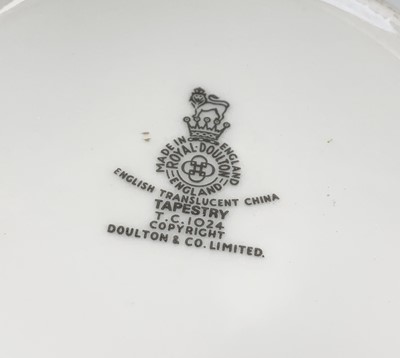 MADE IN ENGLAND
ROYAL DOULTON
ENGLAND
ENGLISH TRANSLUCENT CHINA
TAPESTRY
T.C.1024
COPYRIGHT
DOULTON & CO. LIMITED.